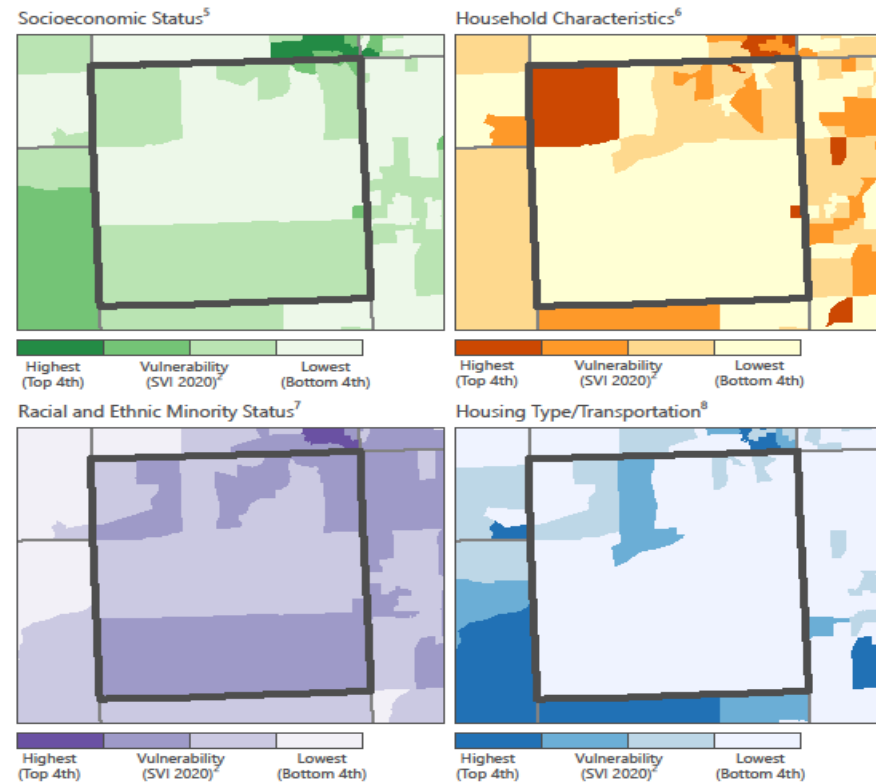 Socioeconomic Status⁵
Household Characteristics⁶
Highest (Top 4th)
Vulnerability (SVI 2020)²
Lowest (Bottom 4th)
Highest (Top 4th)
Vulnerability (SVI 2020)²
Lowest (Bottom 4th)
Racial and Ethnic Minority Status⁷
Housing Type/Transportation⁸
Highest (Top 4th)
Vulnerability (SVI 2020)²
Lowest (Bottom 4th)
Highest (Top 4th)
Vulnerability (SVI 2020)²
Lowest (Bottom 4th)